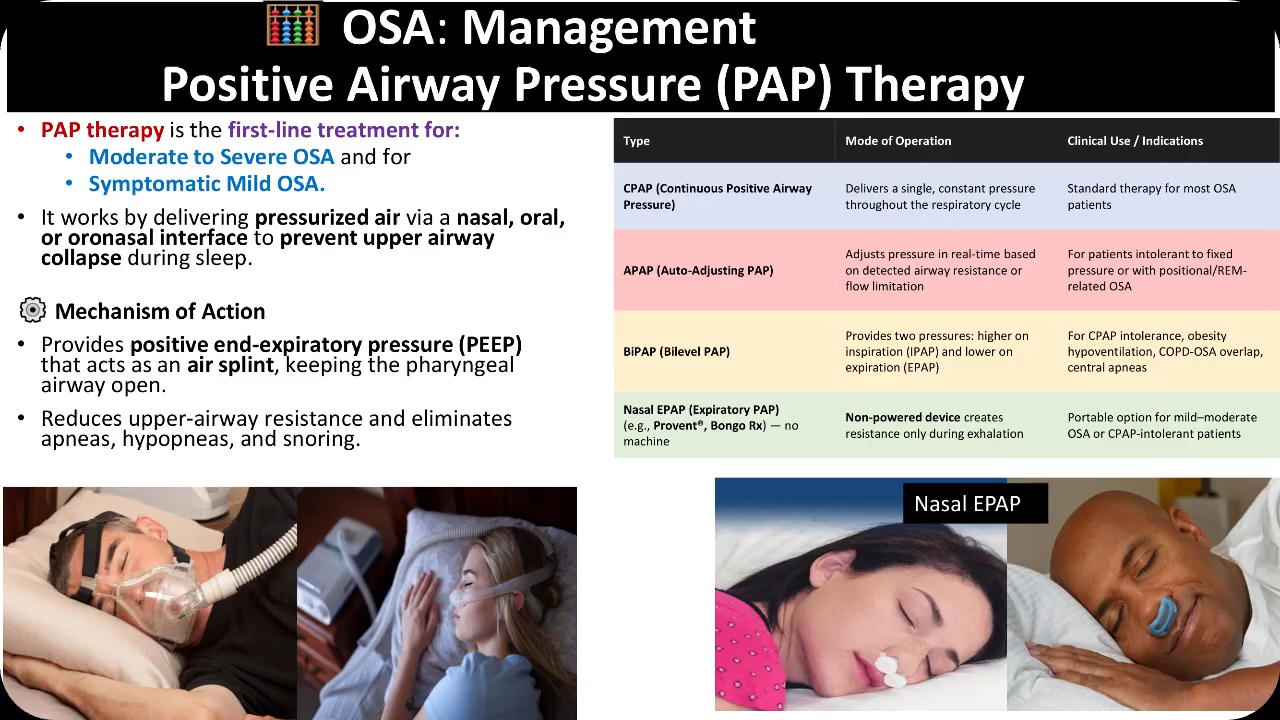 OSA: Management
Positive Airway Pressure (PAP) Therapy
• PAP therapy is the first-line treatment for:
• Moderate to Severe OSA and for
• Symptomatic Mild OSA.
• It works by delivering pressurized air via a nasal, oral,
or oronasal interface to prevent upper airway
collapse during sleep.
Mechanism of Action
• Provides positive end-expiratory pressure (PEEP)
that acts as an air splint, keeping the pharyngeal
airway open.
• Reduces upper-airway resistance and eliminates
apneas, hypopneas, and snoring.
Type Mode of Operation Clinical Use / Indications
CPAP (Continuous Positive Airway
Pressure)
Delivers a single, constant pressure
throughout the respiratory cycle
Standard therapy for most OSA
patients
APAP (Auto-Adjusting PAP)
Adjusts pressure in real-time based
on detected airway resistance or
flow limitation
For patients intolerant to fixed
pressure or with positional/REM-
related OSA
BiPAP (Bilevel PAP)
Provides two pressures: higher on
inspiration (IPAP) and lower on
expiration (EPAP)
For CPAP intolerance, obesity
hypoventilation, COPD-OSA overlap,
central apneas
Nasal EPAP (Expiratory PAP)
(e.g., Provent®, Bongo Rx) — no
machine
Non-powered device creates
resistance only during exhalation
Portable option for mild–moderate
OSA or CPAP-intolerant patients
Nasal EPAP